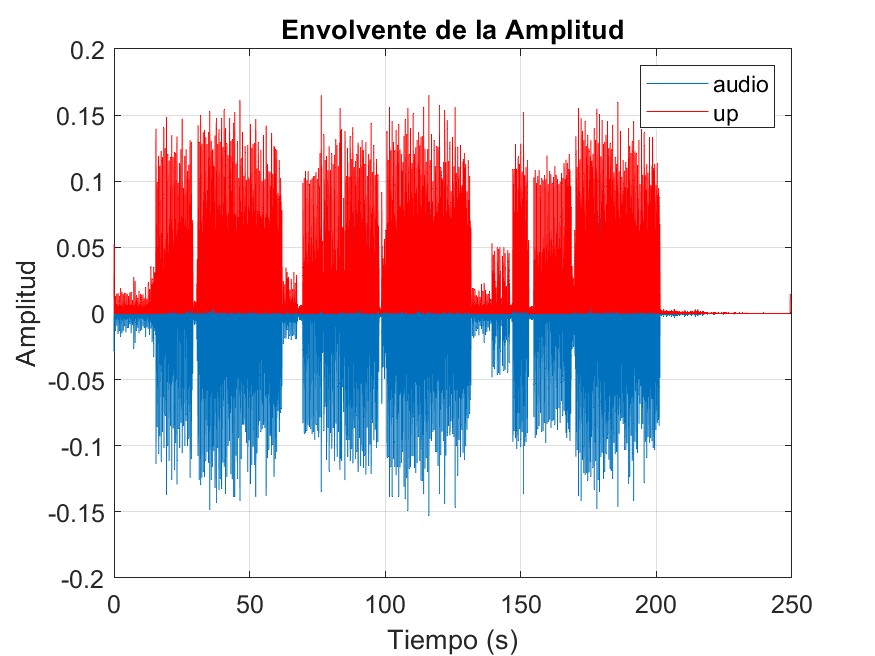 Envolvente de la Amplitud
audio
up
0.2
0.15
0.1
0.05
0
-0.05
-0.1
-0.15
-0.2
Amplitud
0 50 100 150 200 250
Tiempo (s)